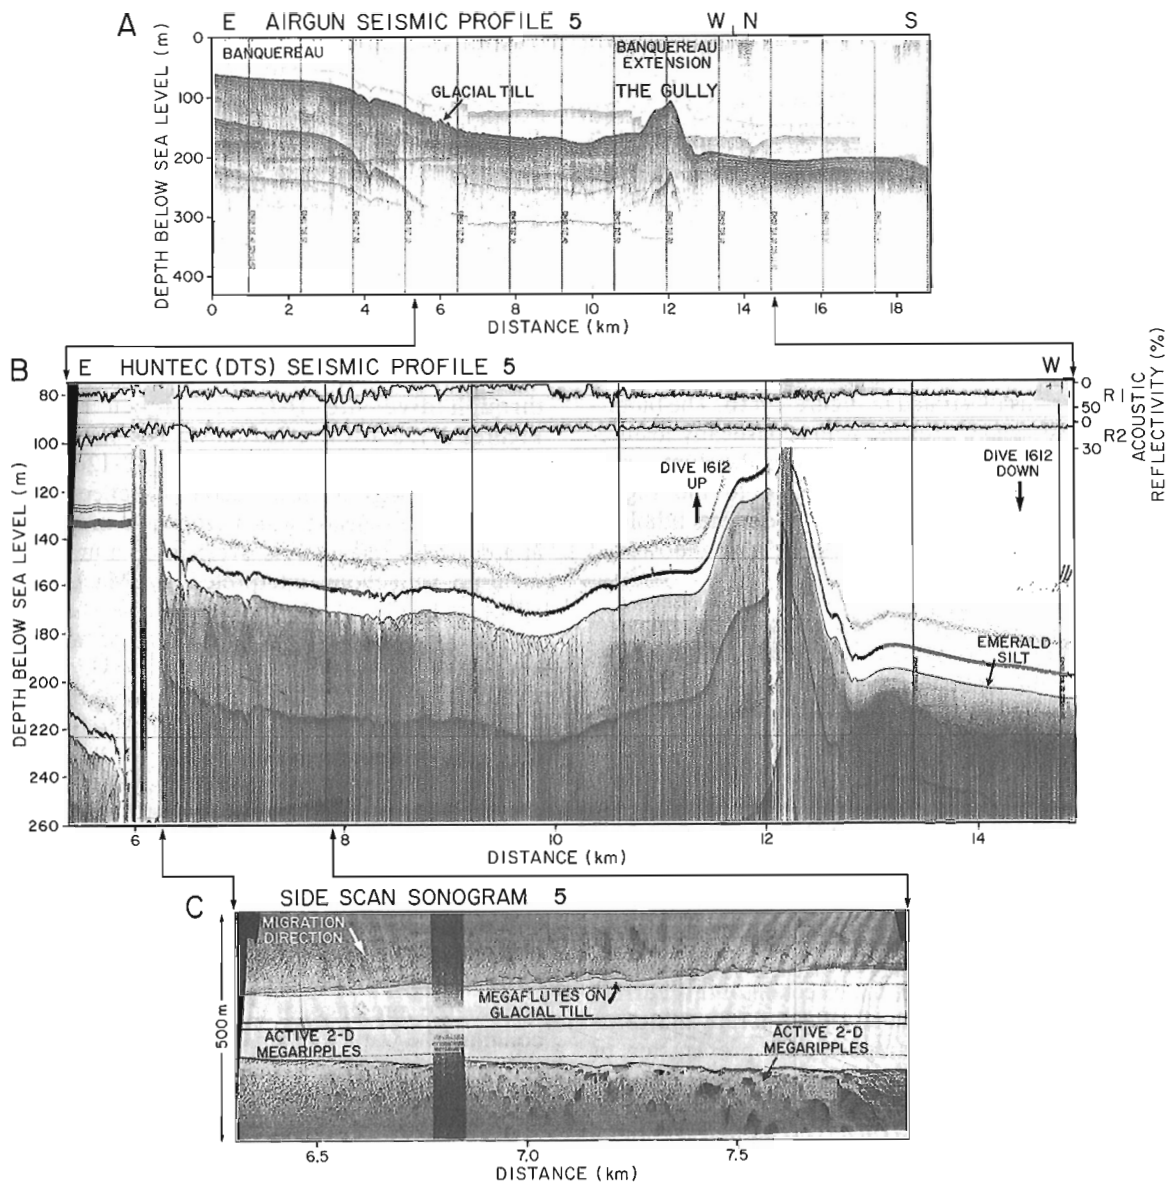 A
E AIRGUN SEISMIC PROFILE 5 W N S
DEPTH BELOW SEA LEVEL (m)
0
100
200
300
400
BANQUEREAU
GLACIAL TILL
BANQUEREAU
EXTENSION
THE GULLY
0 2 4 6 8 10 12 14 16 18
DISTANCE (km)
B
E HUNTEC (DTS) SEISMIC PROFILE 5 W
DEPTH BELOW SEA LEVEL (m)
80
100
120
140
160
180
200
220
240
260
0
50
0
30
R1
R2
ACOUSTIC
REFLECTIVITY (%)
DIVE 1612
UP
DIVE 1612
DOWN
EMERALD
SILT
6 8 10 12 14
DISTANCE (km)
C
SIDE SCAN SONOGRAM 5
500 m
MIGRATION
DIRECTION
MEGAFLUTES ON
GLACIAL TILL
ACTIVE 2-D
MEGARIPPLES
ACTIVE 2-D
MEGARIPPLES
6.5 7.0 7.5
DISTANCE (km)